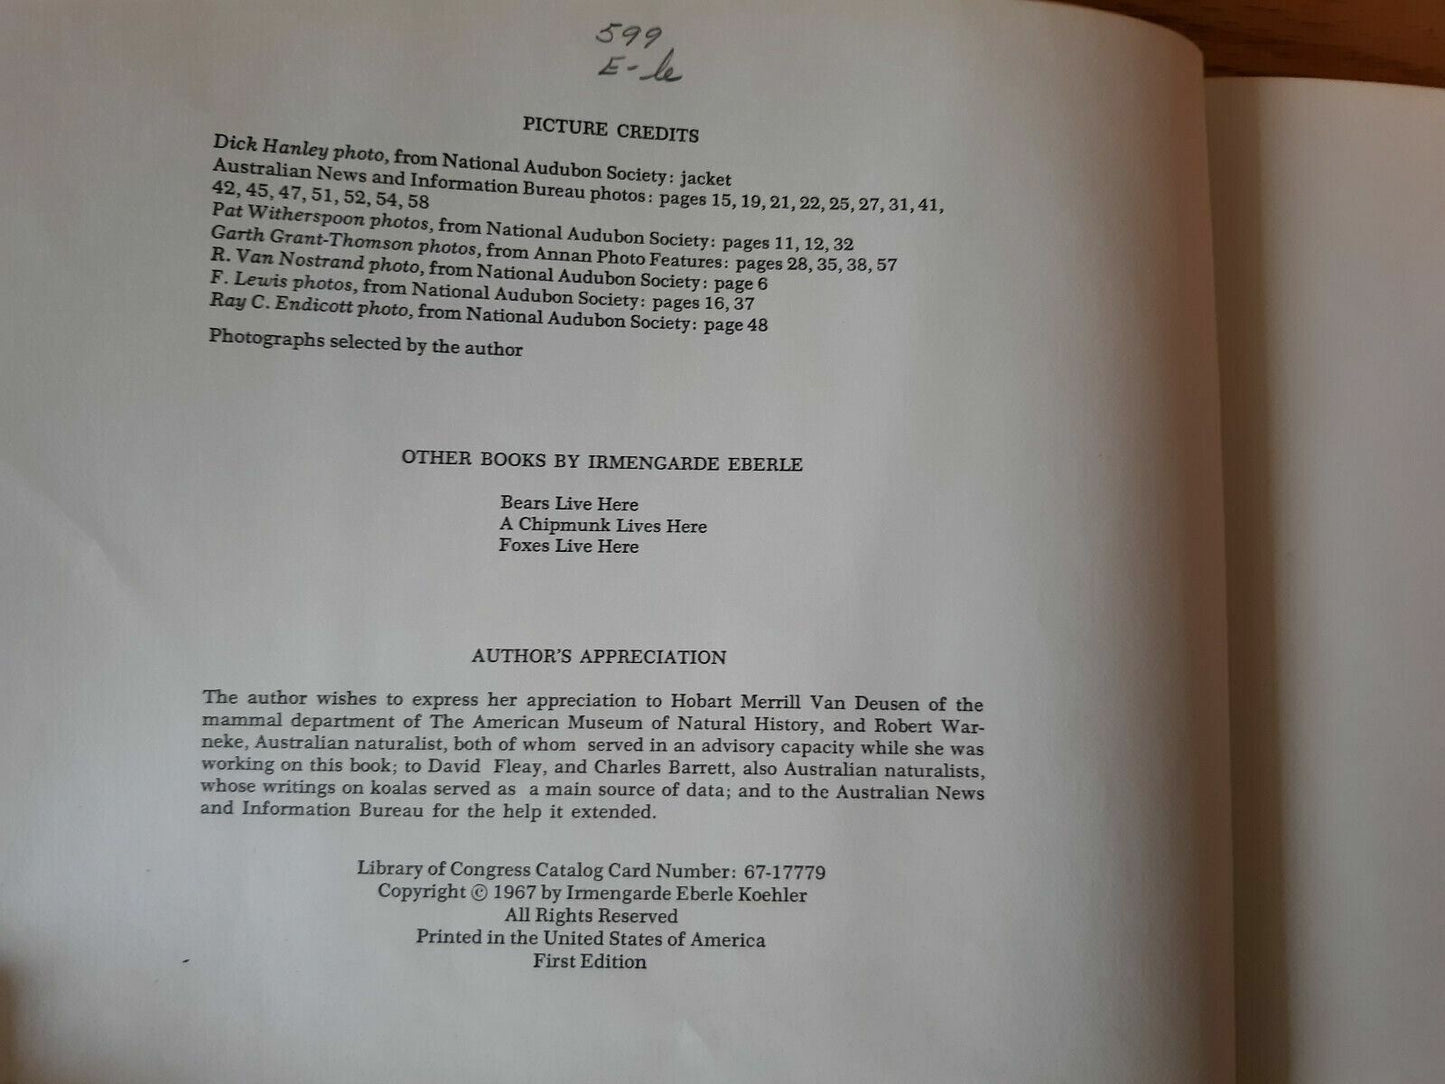 599
E-le
PICTURE CREDITS
Dick Hanley photo, from National Audubon Society: jacket
Australian News and Information Bureau photos: pages 15, 19, 21, 22, 25, 27, 31, 41,
42, 45, 47, 51, 52, 54, 58
Pat Witherspoon photos, from National Audubon Society: pages 11, 12, 32
Garth Grant-Thomson photos, from Annan Photo Features: pages 28, 35, 38, 57
R. Van Nostrand photo, from National Audubon Society: page 6
F. Lewis photos, from National Audubon Society: pages 16, 37
Ray C. Endicott photo, from National Audubon Society: page 48
Photographs selected by the author
OTHER BOOKS BY IRMENGARDE EBERLE
Bears Live Here
A Chipmunk Lives Here
Foxes Live Here
AUTHOR'S APPRECIATION
The author wishes to express her appreciation to Hobart Merrill Van Deusen of the
mammal department of The American Museum of Natural History, and Robert War-
neke, Australian naturalist, both of whom served in an advisory capacity while she was
working on this book; to David Fleay, and Charles Barrett, also Australian naturalists,
whose writings on koalas served as a main source of data; and to the Australian News
and Information Bureau for the help it extended.
Library of Congress Catalog Card Number: 67-17779
Copyright © 1967 by Irmengarde Eberle Koehler
All Rights Reserved
Printed in the United States of America
First Edition